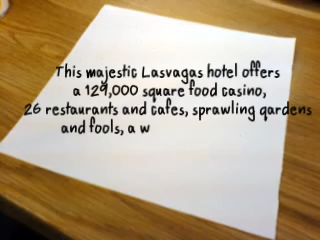 This majestic Lasvagas hotel offers
a 129,000 square food casino,
26 restaurants and cafes, sprawling gardens
and fools, a w